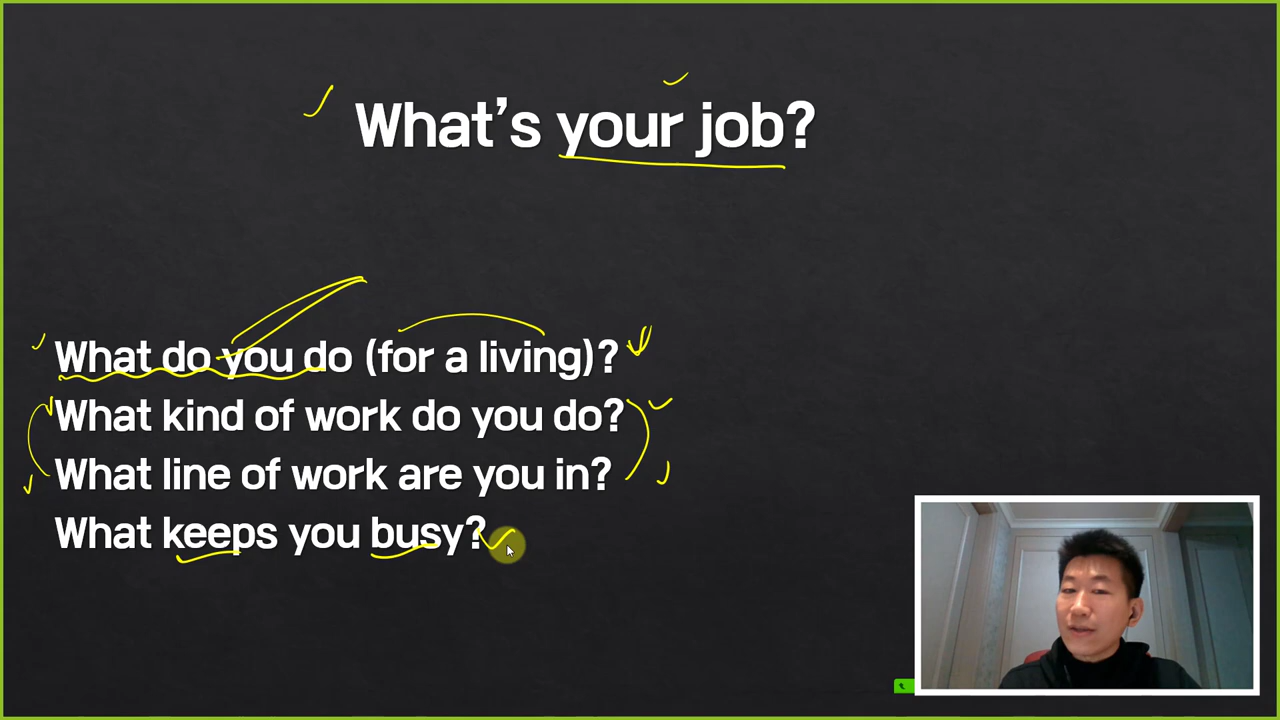 What's your job?
What do you do (for a living)?
What kind of work do you do?
What line of work are you in?
What keeps you busy?